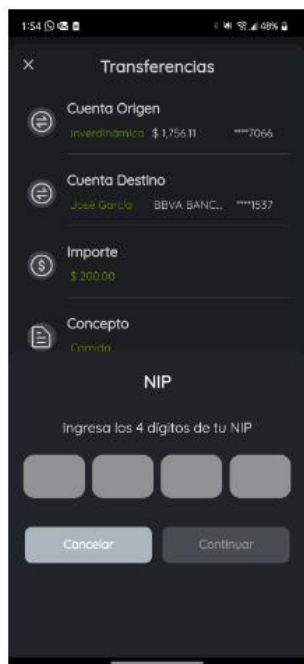 1:54 48%
Transferencias
Cuenta Origen
Inverdinámica $ 1,756.11 ****7066
Cuenta Destino
José García BBVA BANC... ****1537
Importe
$ 200.00
Concepto
Comida
NIP
Ingresa los 4 dígitos de tu NIP
Cancelar Continuar